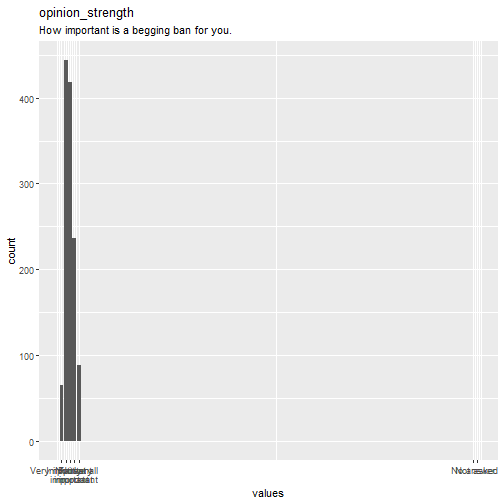 opinion_strength
How important is a begging ban for you.
count
400
300
200
100
0
values